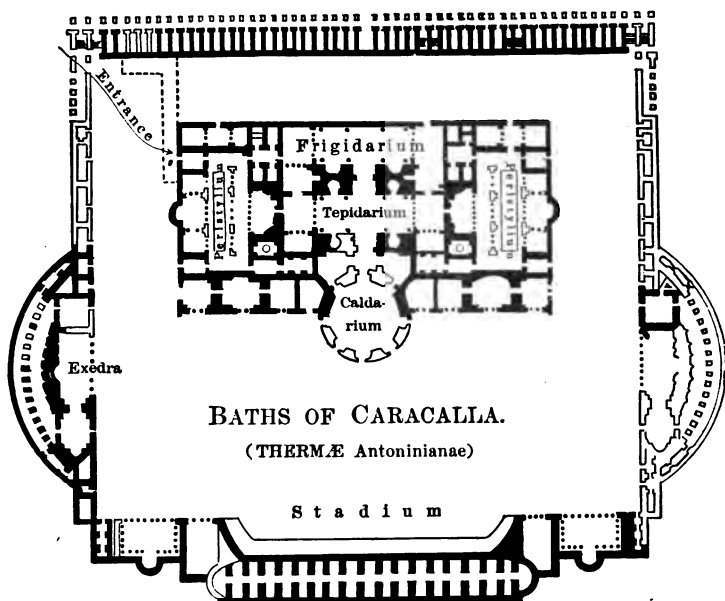 Entrance
Frigidarium
Peristylium
Peristylium
Tepidarium
Calda-
rium
Exedra
BATHS OF CARACALLA.
(THERMÆ Antoninianae)
Stadium